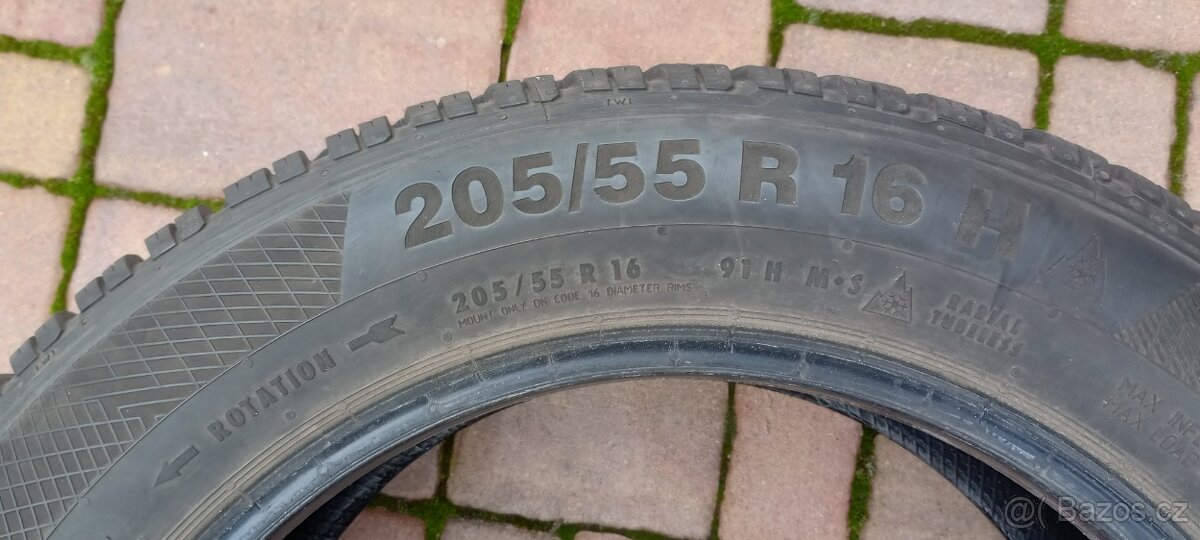 TWI
205/55 R 16 H
205/55 R 16 91 H M•S
MOUNT ONLY ON CODE 16 DIAMETER RIMS
RADIAL
TUBELESS
ROTATION
MAX
MAX LOAD
@Bazos.cz